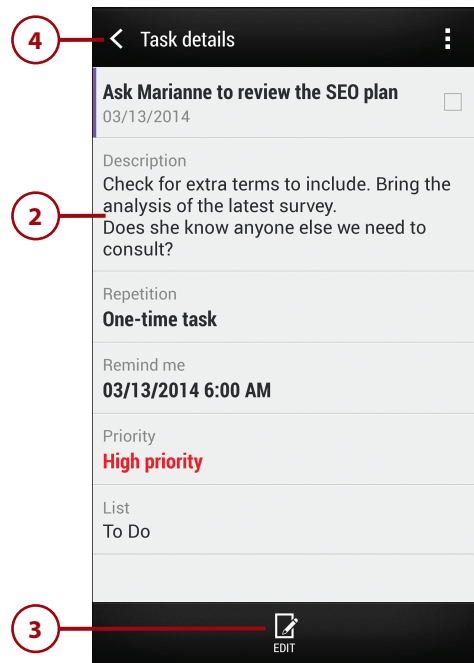 4
Task details
Ask Marianne to review the SEO plan
03/13/2014
Description
Check for extra terms to include. Bring the
analysis of the latest survey.
Does she know anyone else we need to
consult?
2
Repetition
One-time task
Remind me
03/13/2014 6:00 AM
Priority
High priority
List
To Do
3
EDIT